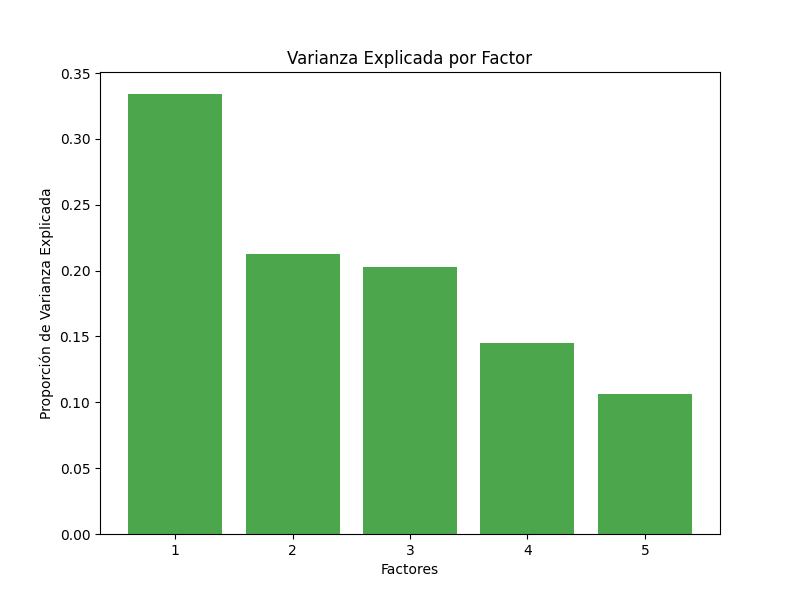 Varianza Explicada por Factor
Proporción de Varianza Explicada
0.35
0.30
0.25
0.20
0.15
0.10
0.05
0.00
1 2 3 4 5
Factores